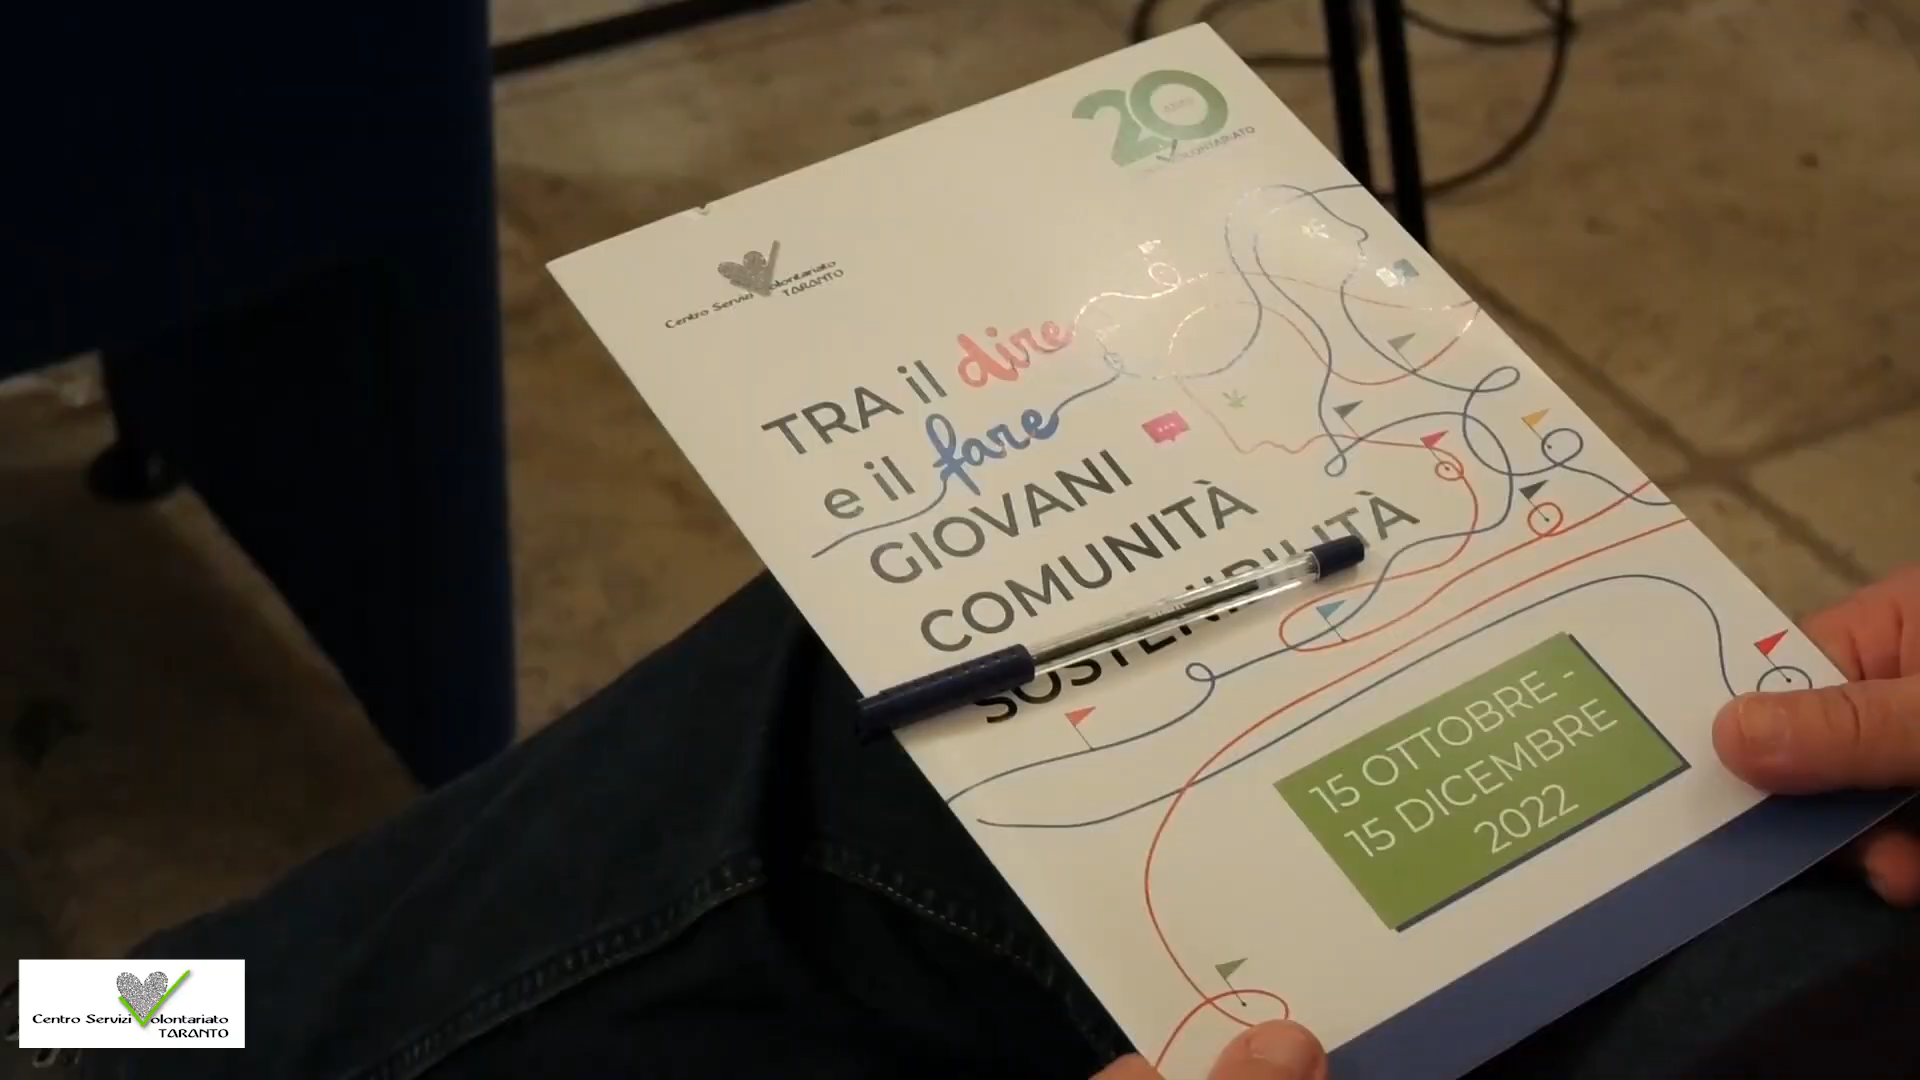 20
ANNI
VOLONTARIATO
Centro Servizi Volontariato
TARANTO
TRA il dire
e il fare
GIOVANI
COMUNITÀ
SOSTENIBILITÀ
15 OTTOBRE -
15 DICEMBRE
2022
Centro Servizi Volontariato
TARANTO